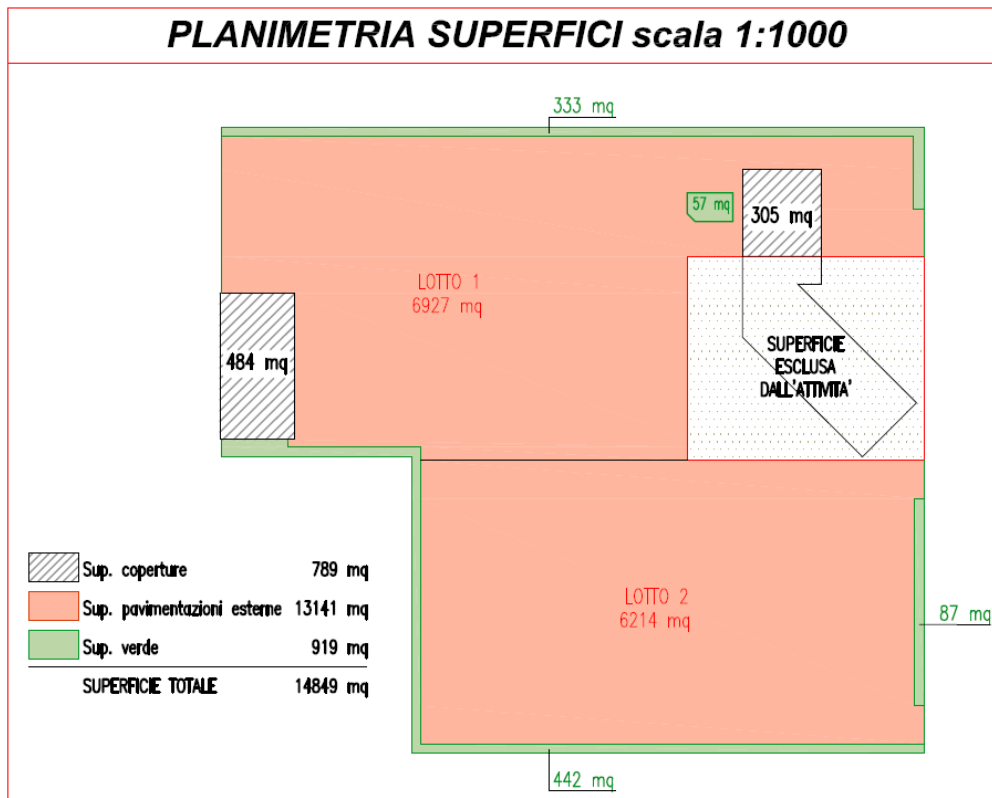 PLANIMETRIA SUPERFICI scala 1:1000
333 mq
57 mq
305 mq
LOTTO 1
6927 mq
484 mq
SUPERFICIE
ESCLUSA
DALL'ATTIVITA'
Sup. coperture 789 mq
Sup. pavimentazioni esterne 13141 mq
Sup. verde 919 mq
SUPERFICIE TOTALE 14849 mq
LOTTO 2
6214 mq
87 mq
442 mq